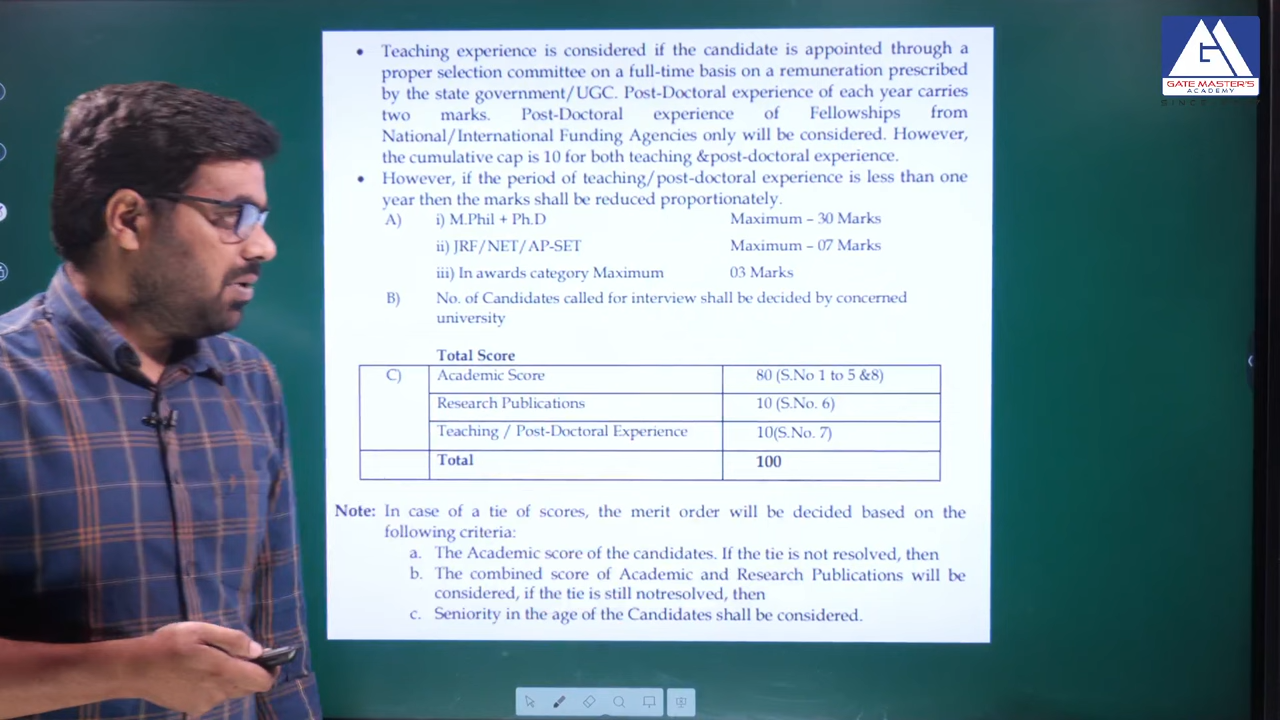 GATE MASTER'S
ACADEMY
• Teaching experience is considered if the candidate is appointed through a
proper selection committee on a full-time basis on a remuneration prescribed
by the state government/UGC. Post-Doctoral experience of each year carries
two marks. Post-Doctoral experience of Fellowships from
National/International Funding Agencies only will be considered. However,
the cumulative cap is 10 for both teaching &post-doctoral experience.
• However, if the period of teaching/post-doctoral experience is less than one
year then the marks shall be reduced proportionately.
A) i) M.Phil + Ph.D Maximum – 30 Marks
ii) JRF/NET/AP-SET Maximum – 07 Marks
iii) In awards category Maximum 03 Marks
B) No. of Candidates called for interview shall be decided by concerned
university
Total Score
C) Academic Score 80 (S.No 1 to 5 &8)
Research Publications 10 (S.No. 6)
Teaching / Post-Doctoral Experience 10(S.No. 7)
Total 100
Note: In case of a tie of scores, the merit order will be decided based on the
following criteria:
a. The Academic score of the candidates. If the tie is not resolved, then
b. The combined score of Academic and Research Publications will be
considered, if the tie is still notresolved, then
c. Seniority in the age of the Candidates shall be considered.